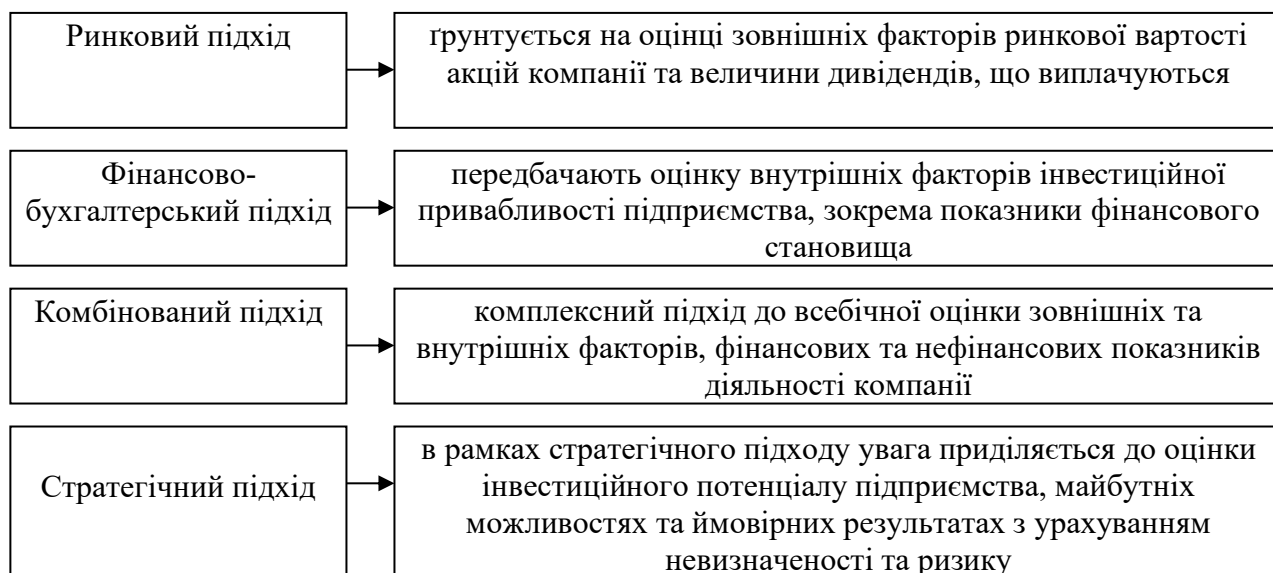 Ринковий підхід
ґрунтується на оцінці зовнішніх факторів ринкової вартості
акцій компанії та величини дивідендів, що виплачуються
Фінансово-
бухгалтерський підхід
передбачають оцінку внутрішніх факторів інвестиційної
привабливості підприємства, зокрема показники фінансового
становища
Комбінований підхід
комплексний підхід до всебічної оцінки зовнішніх та
внутрішніх факторів, фінансових та нефінансових показників
діяльності компанії
Стратегічний підхід
в рамках стратегічного підходу увага приділяється до оцінки
інвестиційного потенціалу підприємства, майбутніх
можливостях та ймовірних результатах з урахуванням
невизначеності та ризику